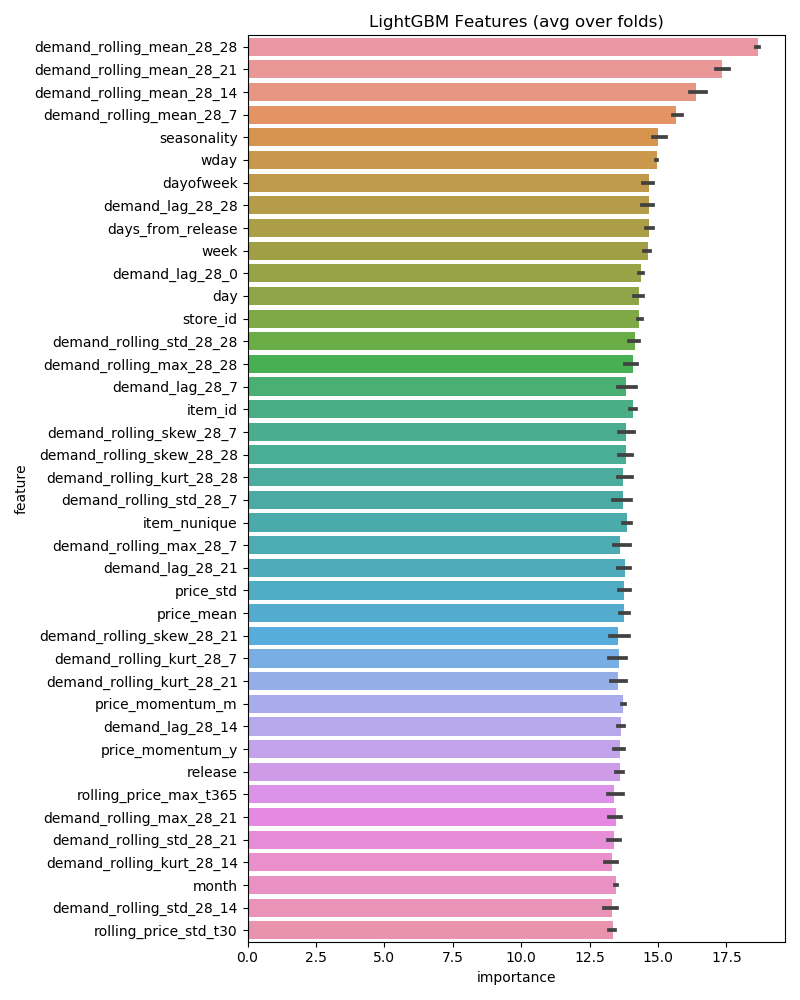 LightGBM Features (avg over folds)
demand_rolling_mean_28_28
demand_rolling_mean_28_21
demand_rolling_mean_28_14
demand_rolling_mean_28_7
seasonality
wday
dayofweek
demand_lag_28_28
days_from_release
week
demand_lag_28_0
day
store_id
demand_rolling_std_28_28
demand_rolling_max_28_28
demand_lag_28_7
item_id
demand_rolling_skew_28_7
demand_rolling_skew_28_28
demand_rolling_kurt_28_28
demand_rolling_std_28_7
item_nunique
demand_rolling_max_28_7
demand_lag_28_21
price_std
price_mean
demand_rolling_skew_28_21
demand_rolling_kurt_28_7
demand_rolling_kurt_28_21
price_momentum_m
demand_lag_28_14
price_momentum_y
release
rolling_price_max_t365
demand_rolling_max_28_21
demand_rolling_std_28_21
demand_rolling_kurt_28_14
month
demand_rolling_std_28_14
rolling_price_std_t30
feature
0.0 2.5 5.0 7.5 10.0 12.5 15.0 17.5
importance